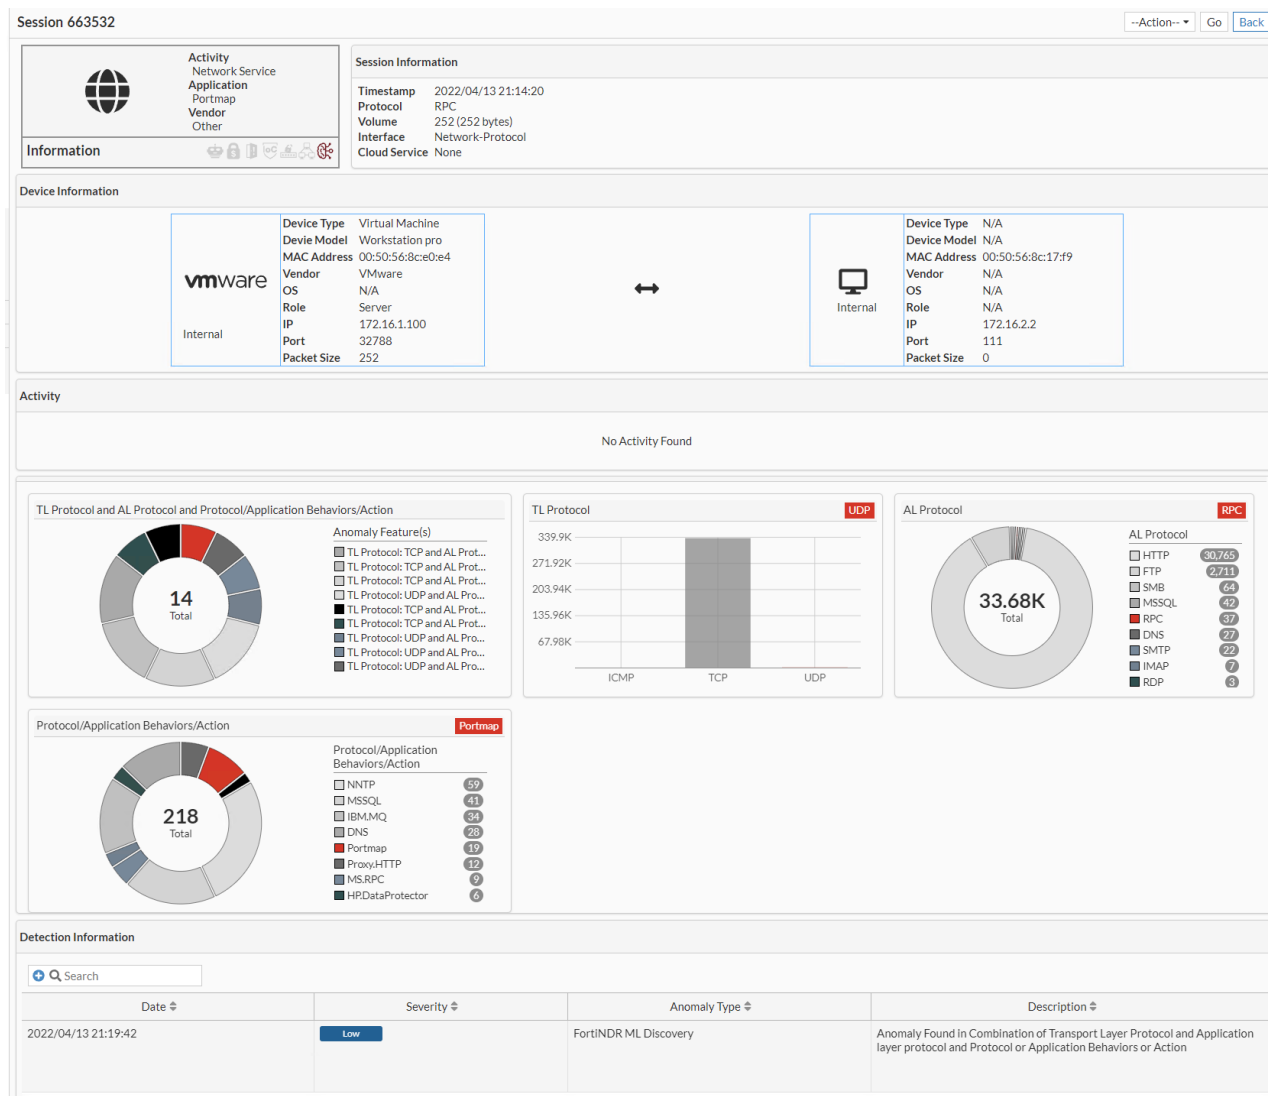 Session 663532
--Action--
Go
Back
Activity
Network Service
Application
Portmap
Vendor
Other
Information
Session Information
Timestamp 2022/04/13 21:14:20
Protocol RPC
Volume 252 (252 bytes)
Interface Network-Protocol
Cloud Service None
Device Information
vmware
Internal
Device Type Virtual Machine
Devie Model Workstation pro
MAC Address 00:50:56:8c:e0:e4
Vendor VMware
OS N/A
Role Server
IP 172.16.1.100
Port 32788
Packet Size 252
Internal
Device Type N/A
Device Model N/A
MAC Address 00:50:56:8c:17:f9
Vendor N/A
OS N/A
Role N/A
IP 172.16.2.2
Port 111
Packet Size 0
Activity
No Activity Found
TL Protocol and AL Protocol and Protocol/Application Behaviors/Action
14
Total
Anomaly Feature(s)
TL Protocol: TCP and AL Prot...
TL Protocol: TCP and AL Prot...
TL Protocol: TCP and AL Prot...
TL Protocol: UDP and AL Pro...
TL Protocol: TCP and AL Prot...
TL Protocol: TCP and AL Prot...
TL Protocol: UDP and AL Pro...
TL Protocol: UDP and AL Pro...
TL Protocol: UDP and AL Pro...
TL Protocol UDP
339.9K
271.92K
203.94K
135.96K
67.98K
ICMP TCP UDP
AL Protocol RPC
33.68K
Total
AL Protocol
HTTP 30,765
FTP 2,711
SMB 64
MSSQL 42
RPC 37
DNS 27
SMTP 22
IMAP 7
RDP 3
Protocol/Application Behaviors/Action Portmap
218
Total
Protocol/Application
Behaviors/Action
NNTP 59
MSSQL 41
IBM.MQ 34
DNS 28
Portmap 19
Proxy.HTTP 12
MS.RPC 9
HP.DataProtector 6
Detection Information
Search
Date Severity Anomaly Type Description
2022/04/13 21:19:42 Low FortiNDR ML Discovery Anomaly Found in Combination of Transport Layer Protocol and Application
layer protocol and Protocol or Application Behaviors or Action